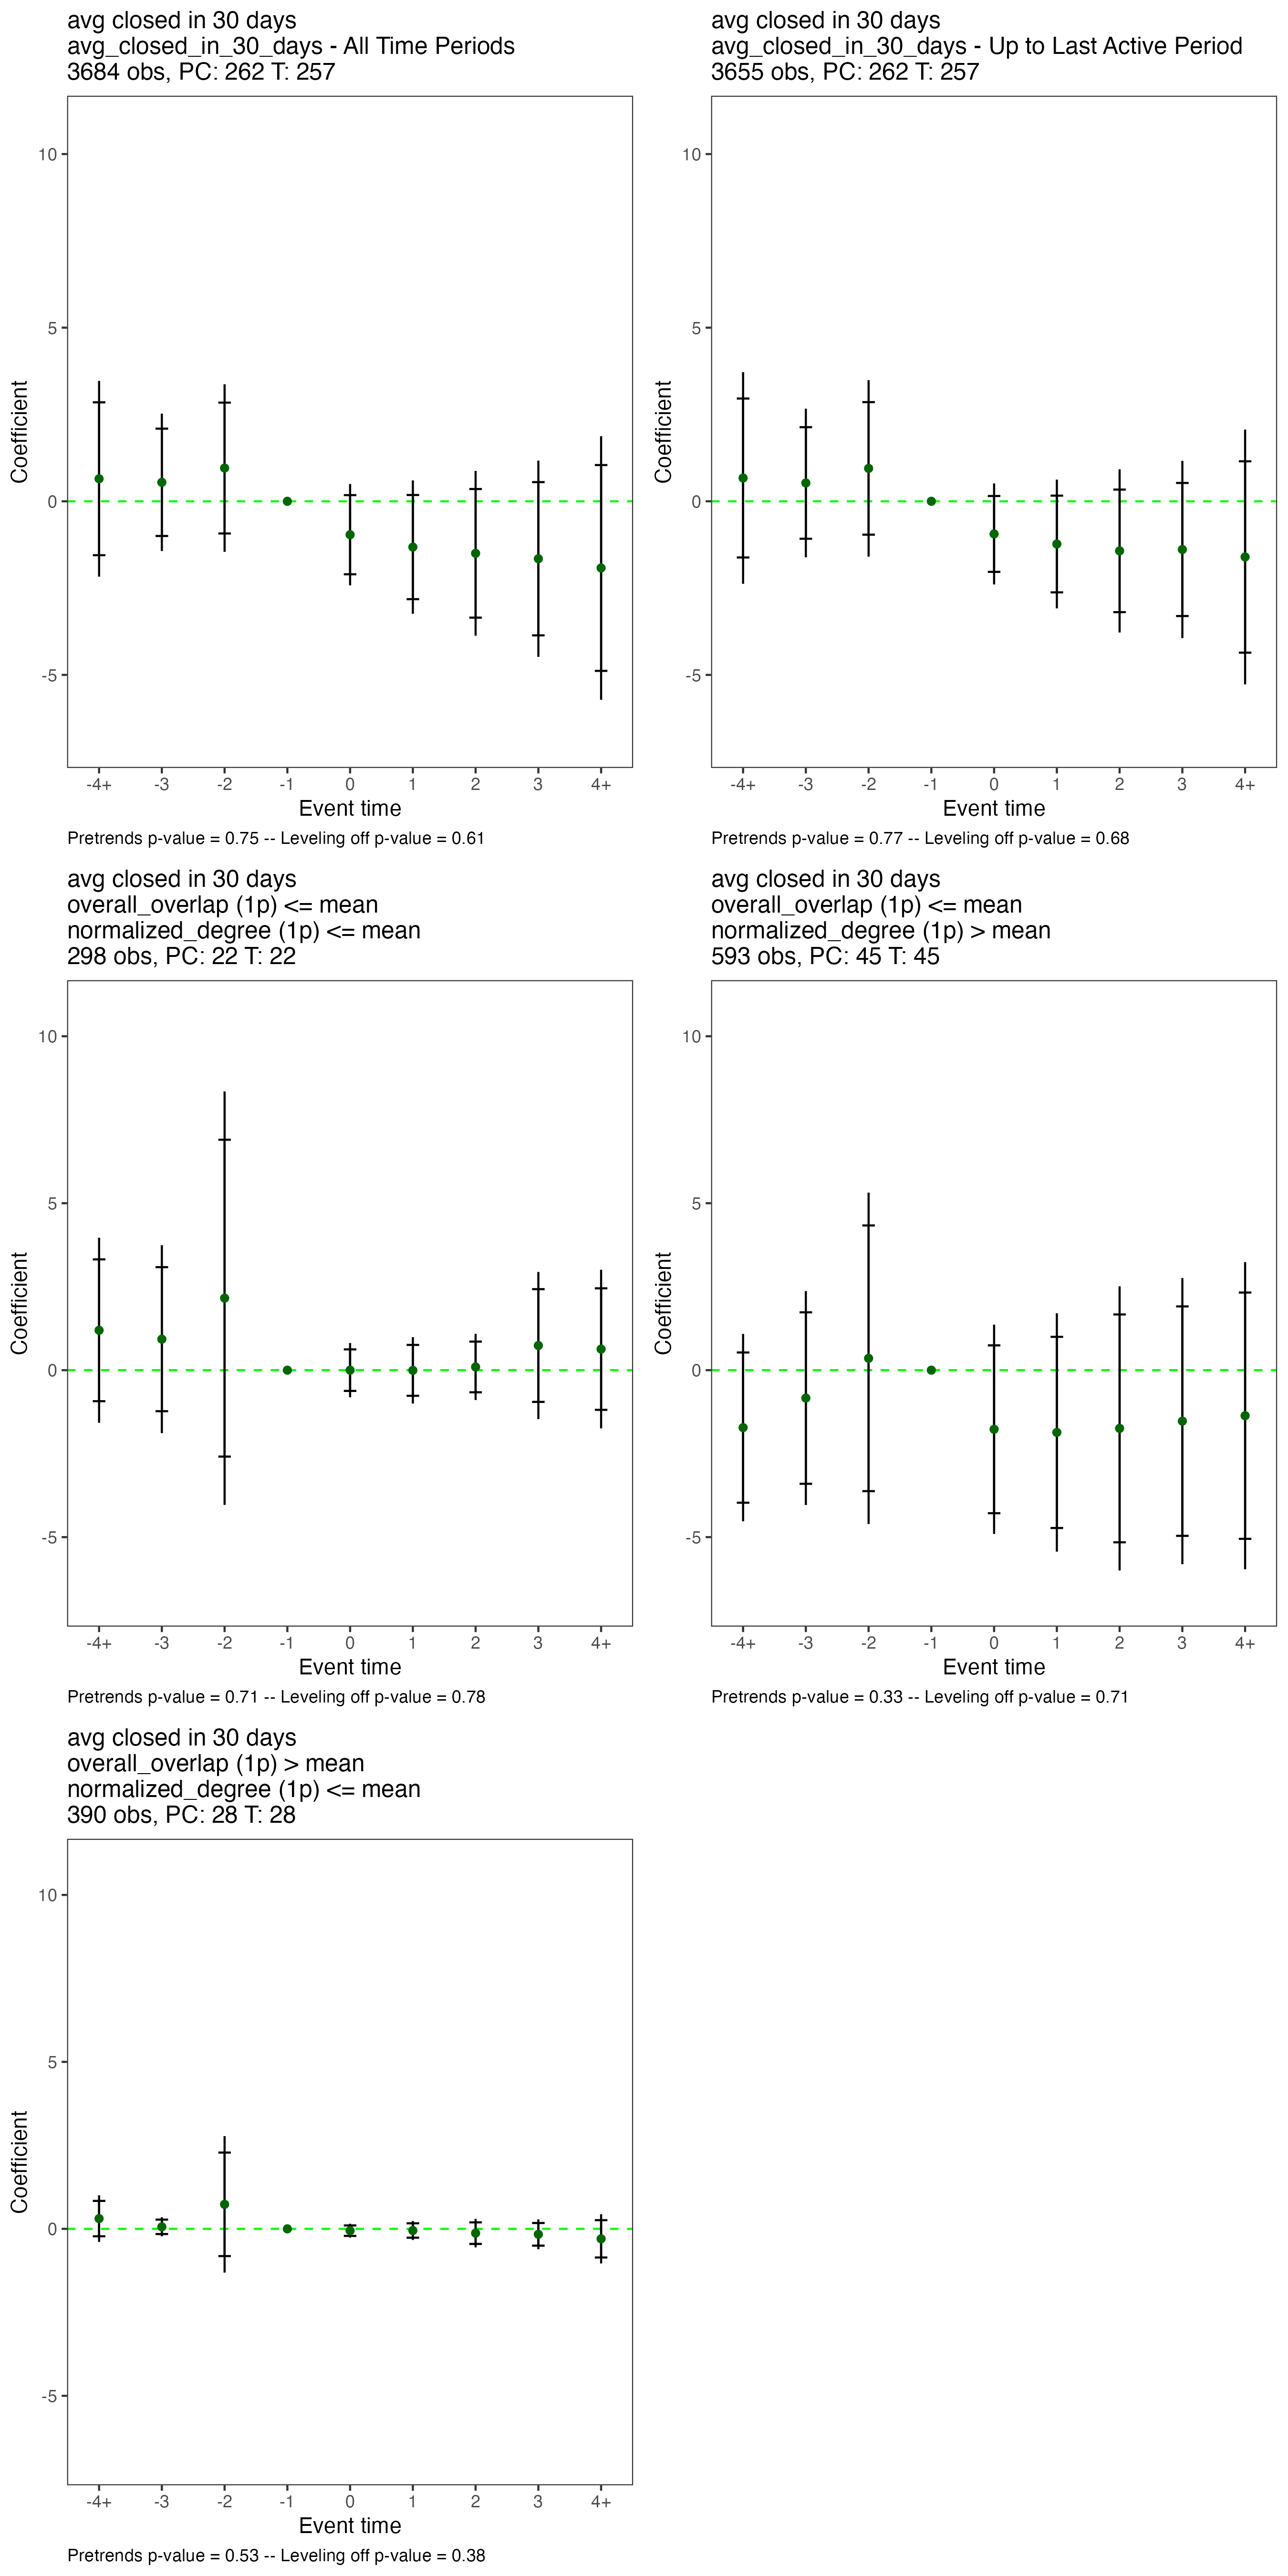 avg closed in 30 days
avg_closed_in_30_days - All Time Periods
3684 obs, PC: 262 T: 257
10
5
0
-5
Coefficient
-4+ -3 -2 -1 0 1 2 3 4+
Event time
Pretrends p-value = 0.75 -- Leveling off p-value = 0.61
avg closed in 30 days
avg_closed_in_30_days - Up to Last Active Period
3655 obs, PC: 262 T: 257
10
5
0
-5
Coefficient
-4+ -3 -2 -1 0 1 2 3 4+
Event time
Pretrends p-value = 0.77 -- Leveling off p-value = 0.68
avg closed in 30 days
overall_overlap (1p) <= mean
normalized_degree (1p) <= mean
298 obs, PC: 22 T: 22
10
5
0
-5
Coefficient
-4+ -3 -2 -1 0 1 2 3 4+
Event time
Pretrends p-value = 0.71 -- Leveling off p-value = 0.78
avg closed in 30 days
overall_overlap (1p) <= mean
normalized_degree (1p) > mean
593 obs, PC: 45 T: 45
10
5
0
-5
Coefficient
-4+ -3 -2 -1 0 1 2 3 4+
Event time
Pretrends p-value = 0.33 -- Leveling off p-value = 0.71
avg closed in 30 days
overall_overlap (1p) > mean
normalized_degree (1p) <= mean
390 obs, PC: 28 T: 28
10
5
0
-5
Coefficient
-4+ -3 -2 -1 0 1 2 3 4+
Event time
Pretrends p-value = 0.53 -- Leveling off p-value = 0.38